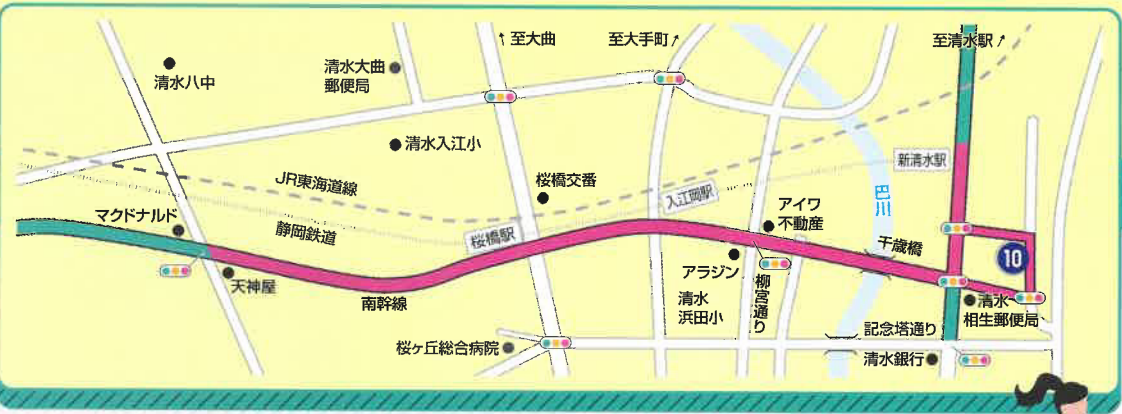 ↑至大曲
至大手町↗
至清水駅↗
清水八中
清水大曲
郵便局
清水入江小
新清水駅
桜橋交番
JR東海道線
入江岡駅
巴川
マクドナルド
アイワ
不動産
静岡鉄道
桜橋駅
千歳橋
10
アラジン
天神屋
柳宮通り
南幹線
清水
浜田小
清水
相生郵便局
記念塔通り
桜ヶ丘総合病院
清水銀行